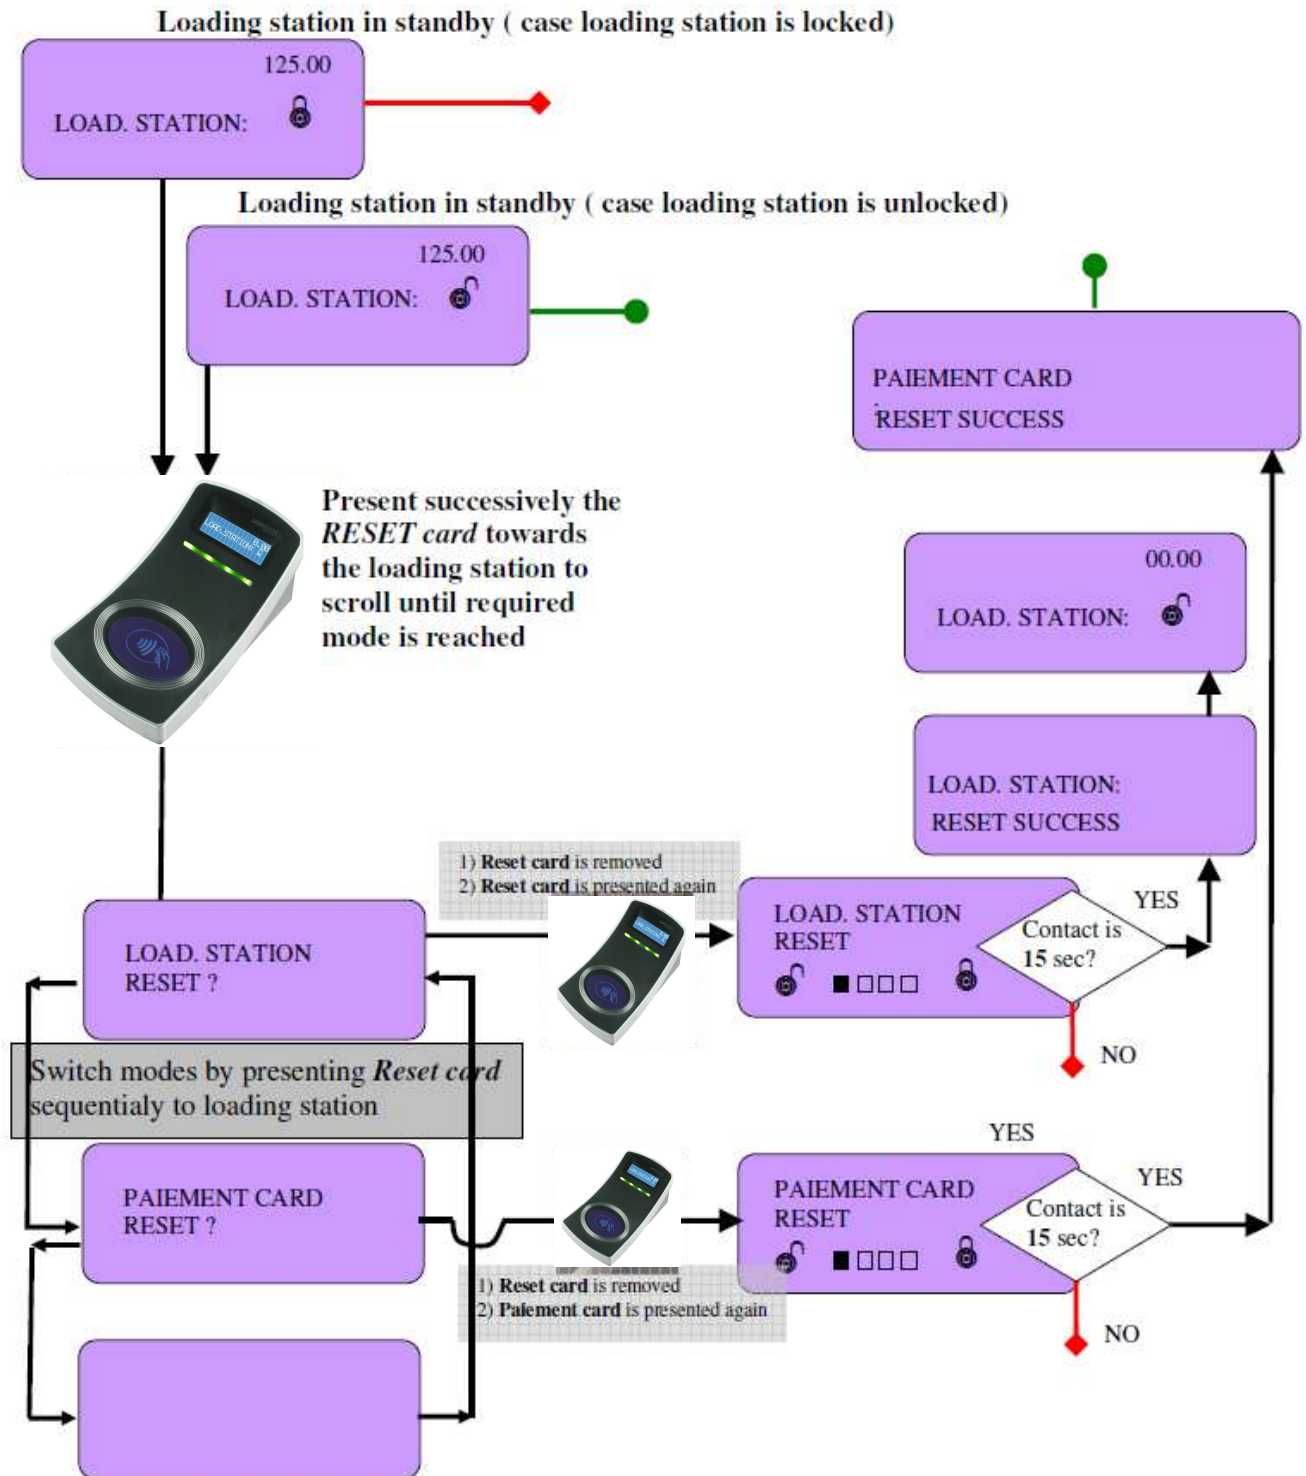 Loading station in standby ( case loading station is locked)
125.00
LOAD. STATION:
Loading station in standby ( case loading station is unlocked)
125.00
LOAD. STATION:
PAIEMENT CARD
:
RESET SUCCESS
Present successively the
RESET card towards
the loading station to
scroll until required
mode is reached
0.00
LOAD.STATION:
00.00
LOAD. STATION:
LOAD. STATION:
RESET SUCCESS
1) Reset card is removed
2) Reset card is presented again
LOAD. STATION
RESET ?
LOAD. STATION
RESET
Contact is
15 sec?
YES
NO
Switch modes by presenting Reset card
sequentialy to loading station
YES
PAIEMENT CARD
RESET ?
PAIEMENT CARD
RESET
Contact is
15 sec?
YES
NO
1) Reset card is removed
2) Paiement card is presented again